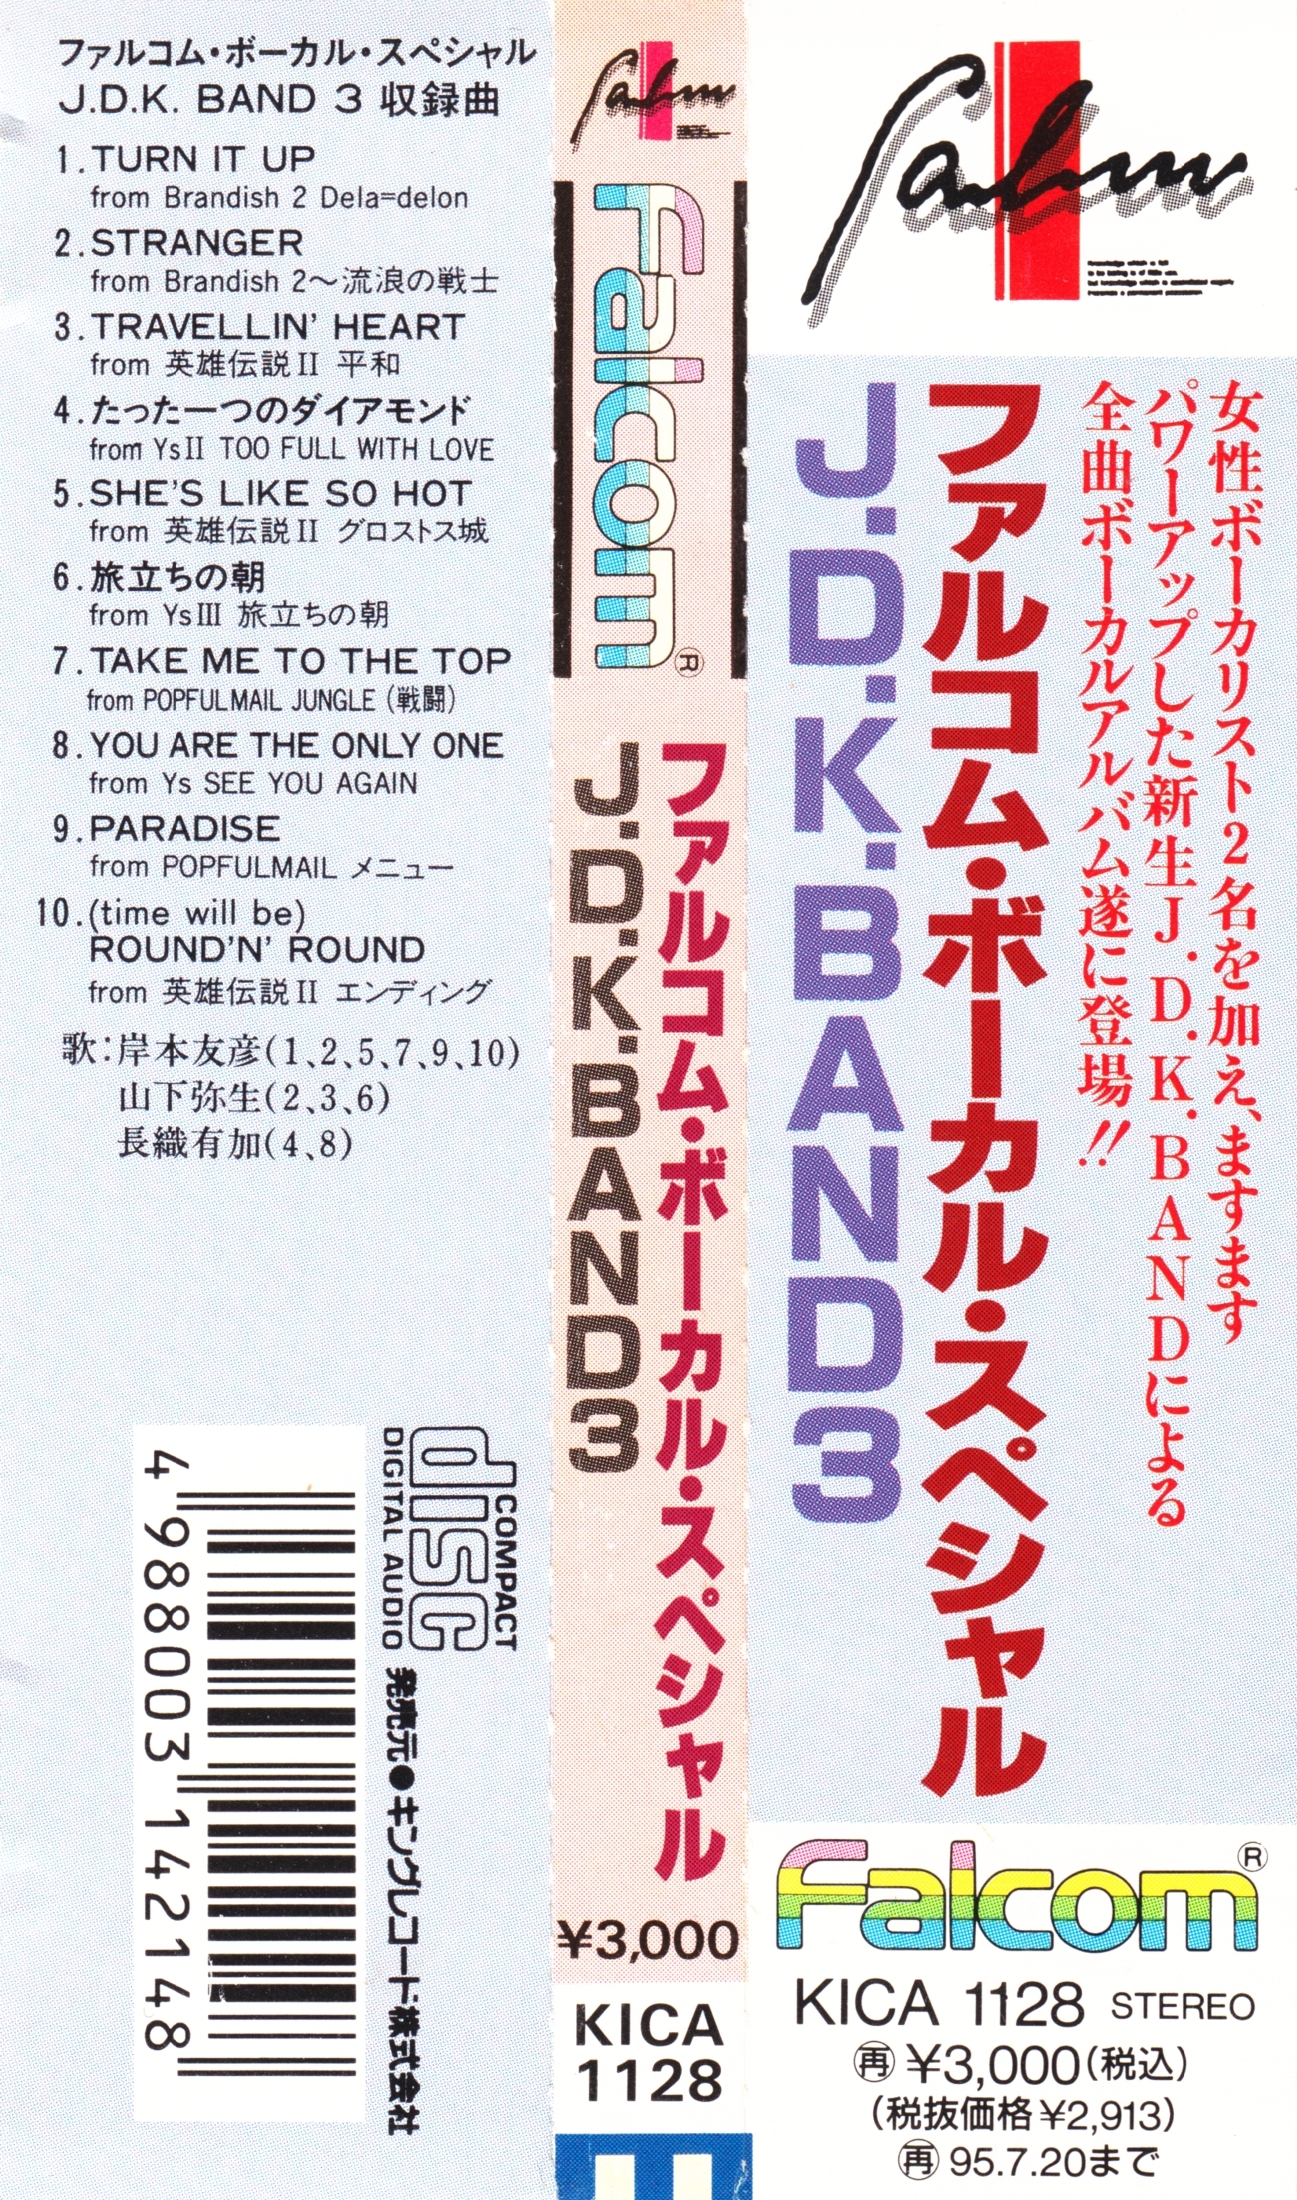 ファルコム・ボーカル・スペシャル
J.D.K. BAND 3 収録曲
1.TURN IT UP
from Brandish 2 Dela=delon
2.STRANGER
from Brandish 2～流浪の戦士
3.TRAVELLIN' HEART
from 英雄伝説II 平和
4.たった一つのダイアモンド
from YsII TOO FULL WITH LOVE
5.SHE'S LIKE SO HOT
from 英雄伝説II グロストス城
6.旅立ちの朝
from YsIII 旅立ちの朝
7.TAKE ME TO THE TOP
from POPFULMAIL JUNGLE (戦闘)
8.YOU ARE THE ONLY ONE
from Ys SEE YOU AGAIN
9.PARADISE
from POPFULMAIL メニュー
10.(time will be)
ROUND'N' ROUND
from 英雄伝説II エンディング
歌:岸本友彦(1、2、5、7、9、10)
山下弥生(2、3、6)
長織有加(4、8)
COMPACT
disc
DIGITAL AUDIO
発売元●キングレコード株式会社
4 988003 142148
Falcom®
ファルコム・ボーカル・スペシャル
J.D.K.BAND3
¥3,000
KICA
1128
女性ボーカリスト2名を加え、ますます
パワーアップした新生J.D.K.BANDによる
全曲ボーカルアルバム遂に登場!!
ファルコム・ボーカル・スペシャル
J.D.K.BAND3
Falcom®
KICA 1128 STEREO
㊢¥3,000(税込)
(税抜価格¥2,913)
再 95.7.20まで